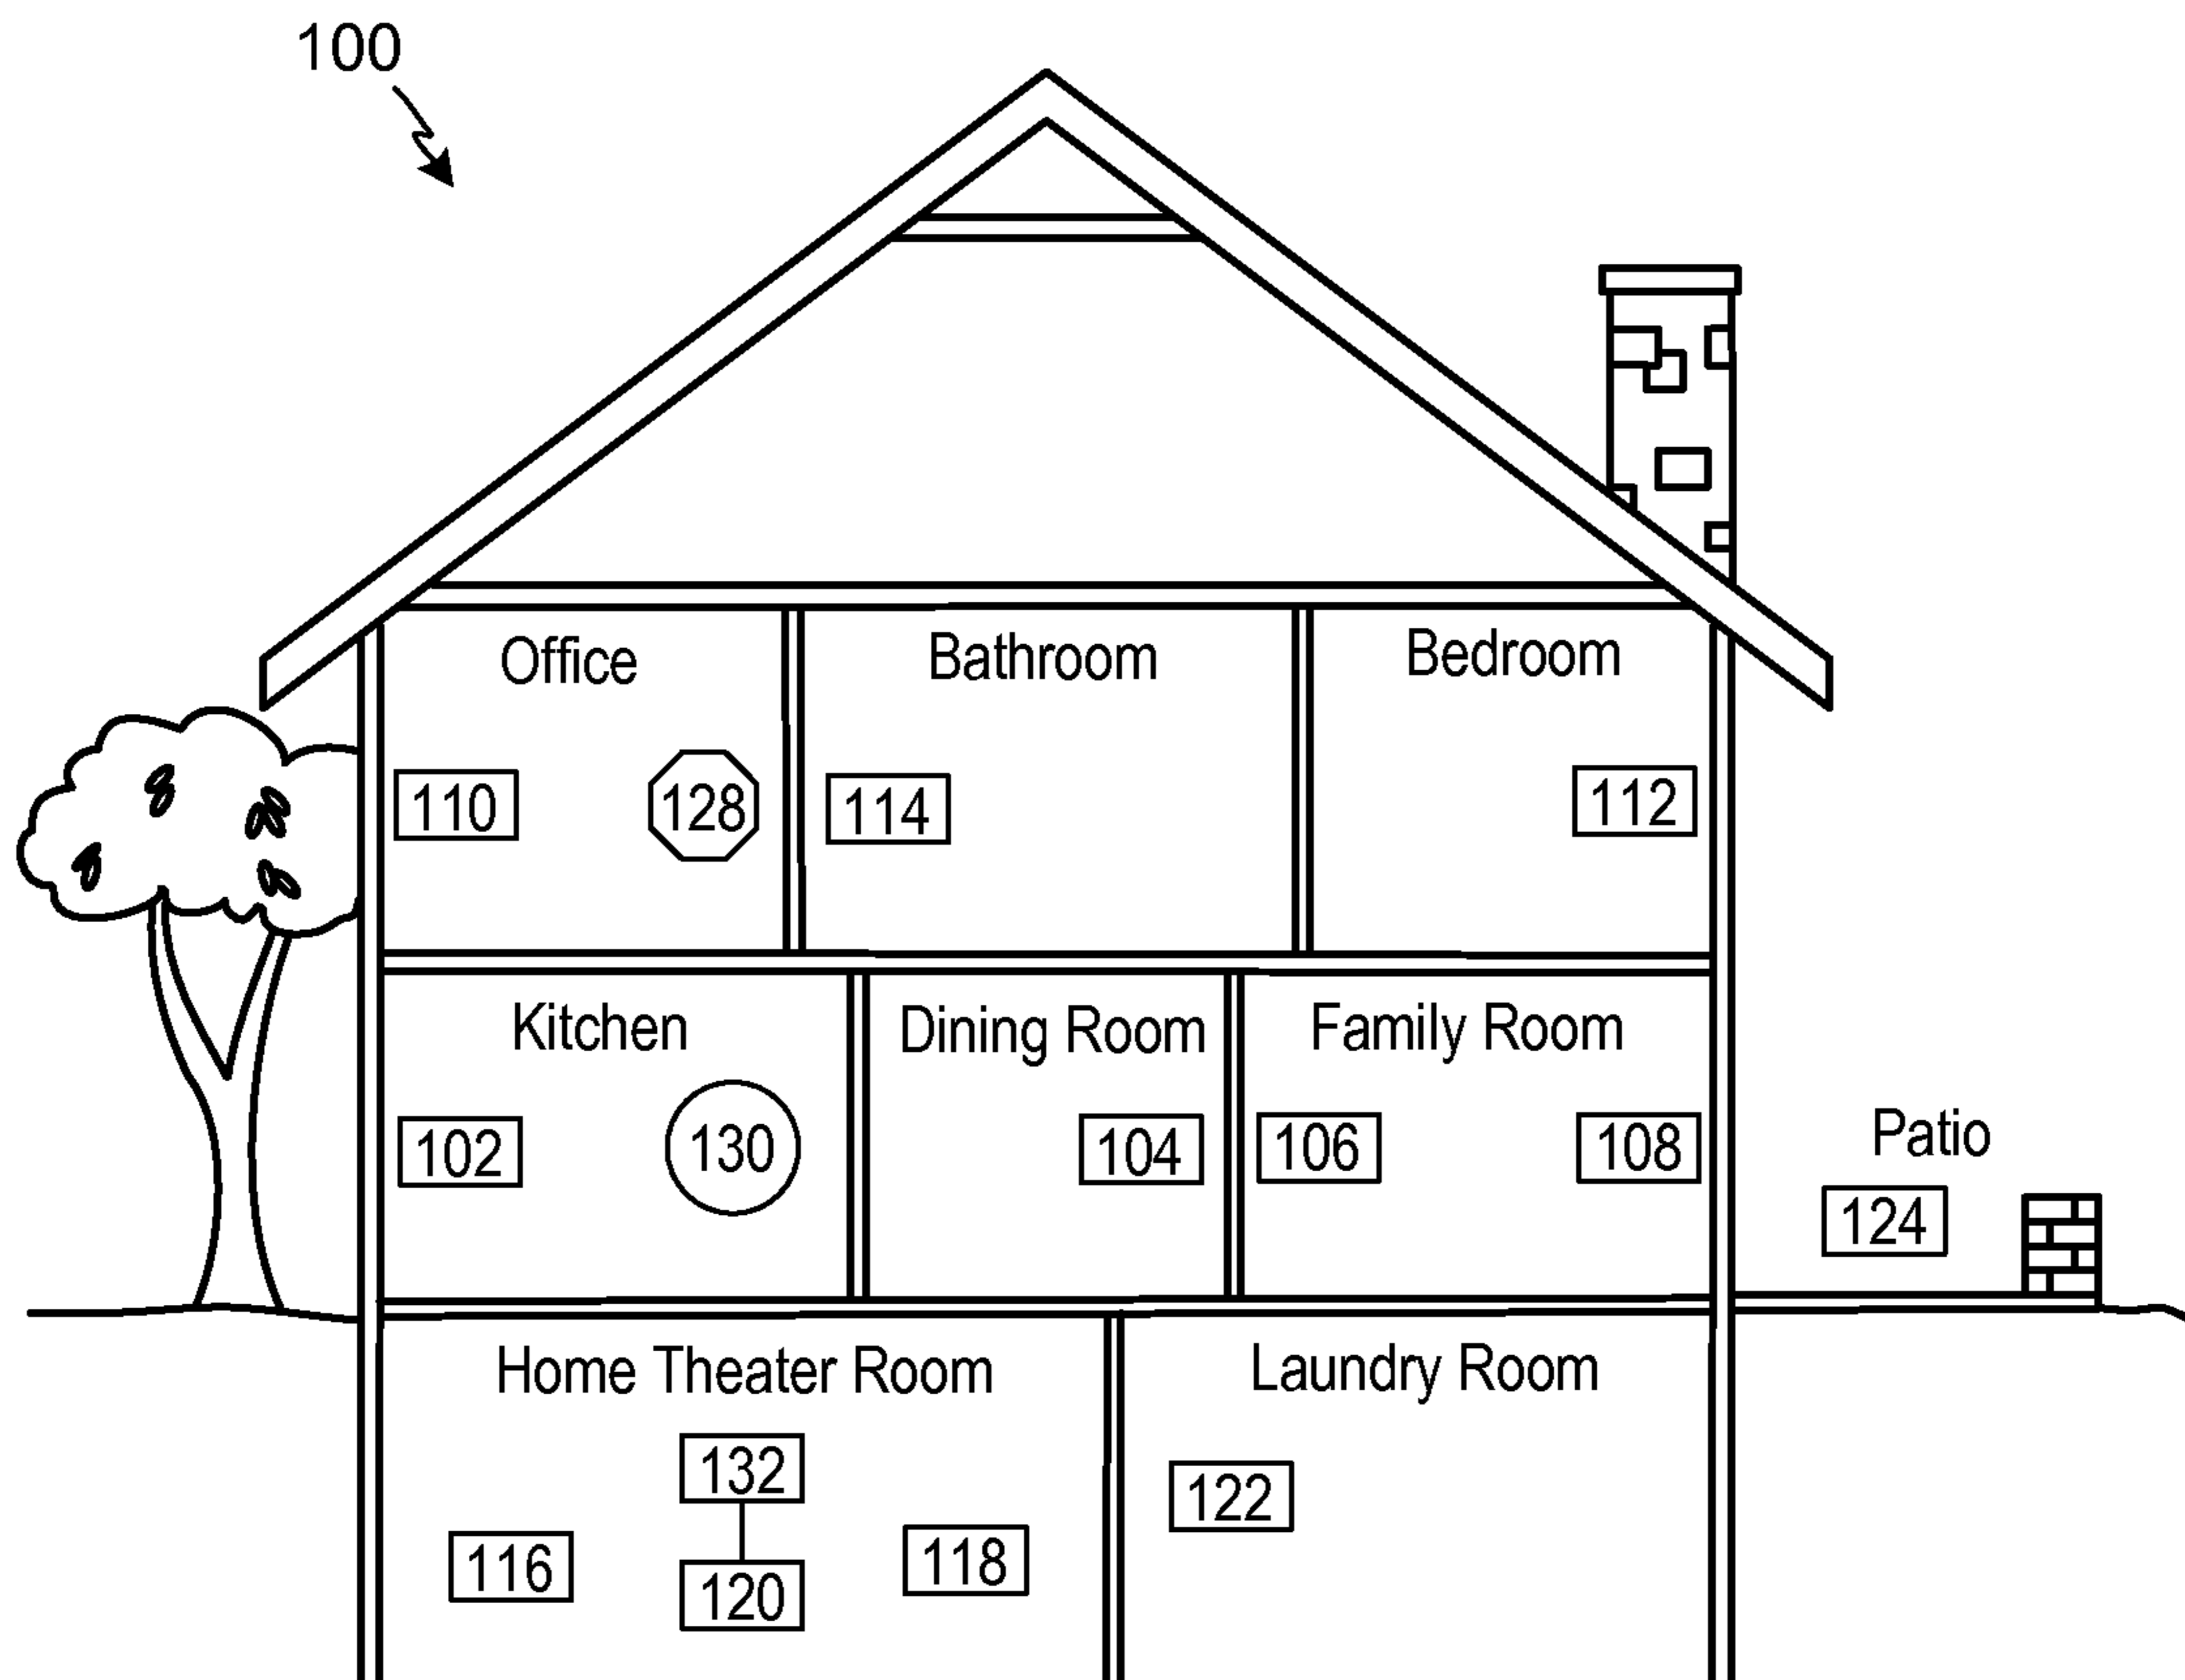 100
Office
Bathroom
Bedroom
110
128
114
112
Kitchen
Dining Room
Family Room
102
130
104
106
108
Patio
124
Home Theater Room
Laundry Room
132
122
116
118
120